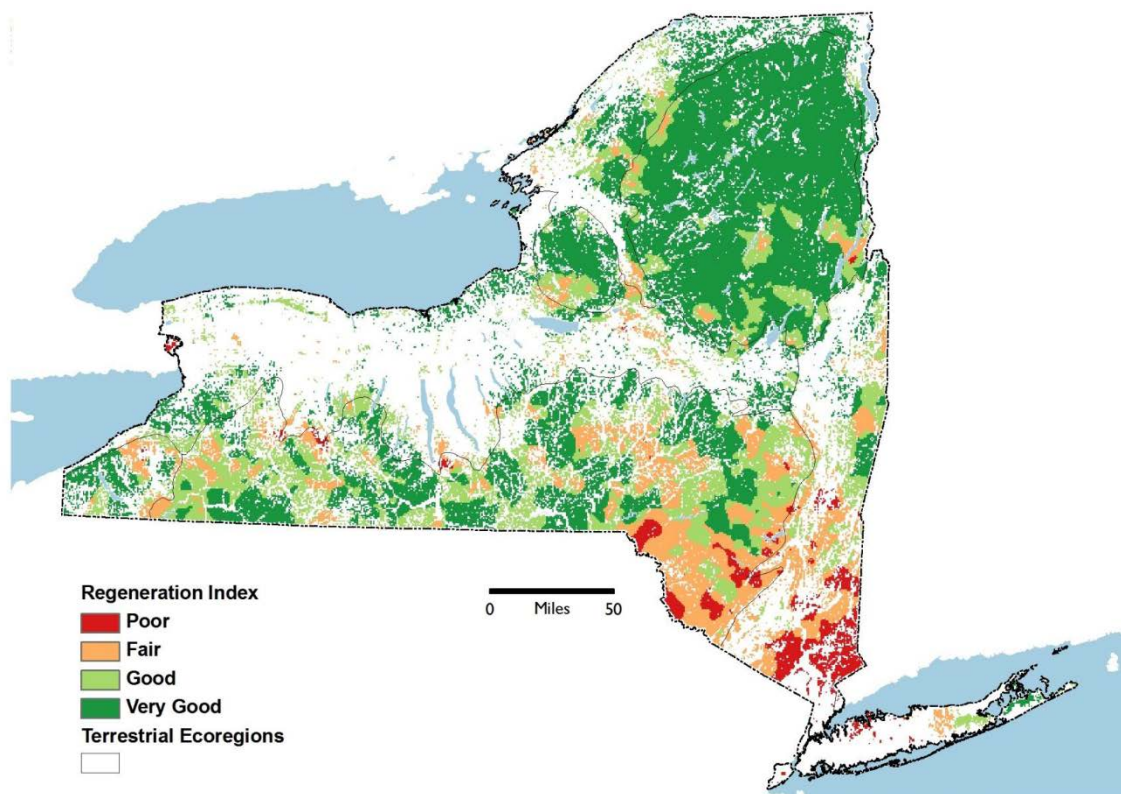 Regeneration Index
Poor
Fair
Good
Very Good
Terrestrial Ecoregions
0 Miles 50